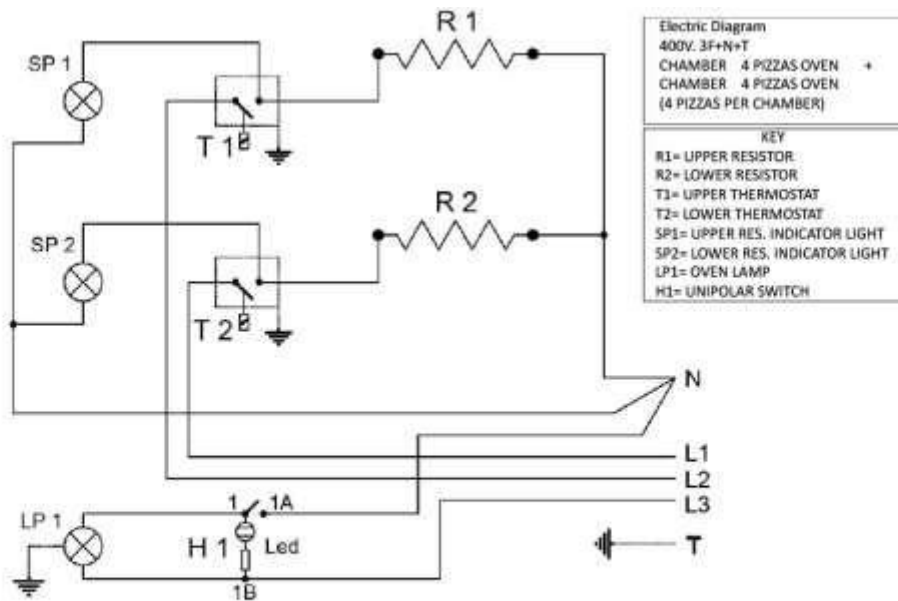 R 1
SP 1
T 1
R 2
SP 2
T 2
N
L1
L2
L3
1
1A
LP 1
H 1
Led
T
1B
Electric Diagram
400V. 3F+N+T
CHAMBER 4 PIZZAS OVEN +
CHAMBER 4 PIZZAS OVEN
(4 PIZZAS PER CHAMBER)
KEY
R1= UPPER RESISTOR
R2= LOWER RESISTOR
T1= UPPER THERMOSTAT
T2= LOWER THERMOSTAT
SP1= UPPER RES. INDICATOR LIGHT
SP2= LOWER RES. INDICATOR LIGHT
LP1= OVEN LAMP
H1= UNIPOLAR SWITCH